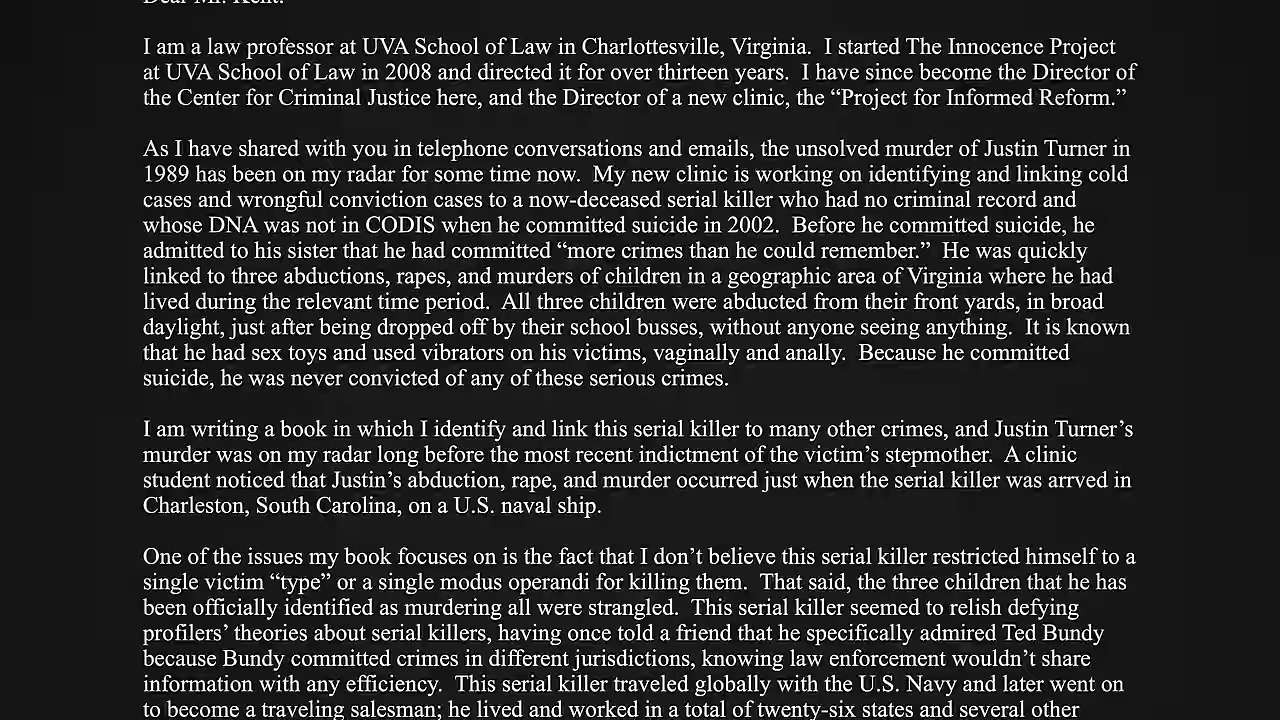 Dear Mr. Kent:
I am a law professor at UVA School of Law in Charlottesville, Virginia.  I started The Innocence Project
at UVA School of Law in 2008 and directed it for over thirteen years.  I have since become the Director of
the Center for Criminal Justice here, and the Director of a new clinic, the “Project for Informed Reform.”
As I have shared with you in telephone conversations and emails, the unsolved murder of Justin Turner in
1989 has been on my radar for some time now.  My new clinic is working on identifying and linking cold
cases and wrongful conviction cases to a now-deceased serial killer who had no criminal record and
whose DNA was not in CODIS when he committed suicide in 2002.  Before he committed suicide, he
admitted to his sister that he had committed “more crimes than he could remember.”  He was quickly
linked to three abductions, rapes, and murders of children in a geographic area of Virginia where he had
lived during the relevant time period.  All three children were abducted from their front yards, in broad
daylight, just after being dropped off by their school busses, without anyone seeing anything.  It is known
that he had sex toys and used vibrators on his victims, vaginally and anally.  Because he committed
suicide, he was never convicted of any of these serious crimes.
I am writing a book in which I identify and link this serial killer to many other crimes, and Justin Turner’s
murder was on my radar long before the most recent indictment of the victim’s stepmother.  A clinic
student noticed that Justin’s abduction, rape, and murder occurred just when the serial killer was arrved in
Charleston, South Carolina, on a U.S. naval ship.
One of the issues my book focuses on is the fact that I don’t believe this serial killer restricted himself to a
single victim “type” or a single modus operandi for killing them.  That said, the three children that he has
been officially identified as murdering all were strangled.  This serial killer seemed to relish defying
profilers’ theories about serial killers, having once told a friend that he specifically admired Ted Bundy
because Bundy committed crimes in different jurisdictions, knowing law enforcement wouldn’t share
information with any efficiency.  This serial killer traveled globally with the U.S. Navy and later went on
to become a traveling salesman; he lived and worked in a total of twenty-six states and several other